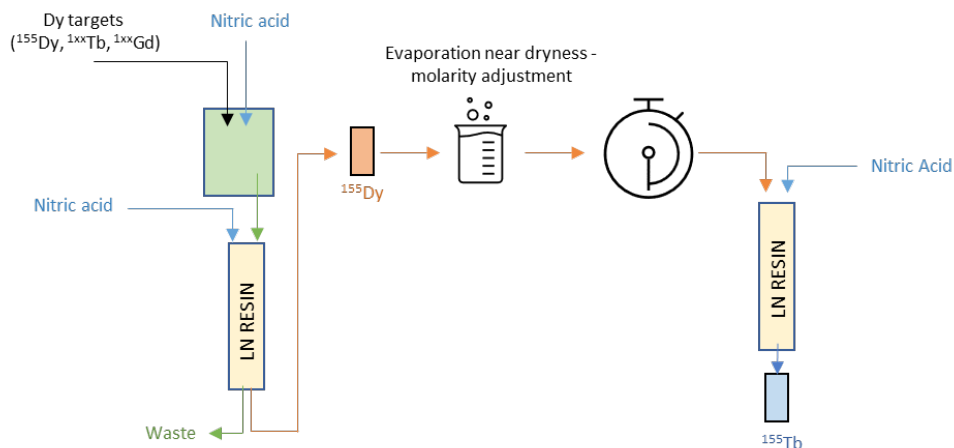 Dy targets
(¹⁵⁵Dy, ¹ˣˣTb, ¹ˣˣGd)
Nitric acid
Evaporation near dryness -
molarity adjustment
¹⁵⁵Dy
Nitric Acid
Nitric acid
LN RESIN
LN RESIN
Waste
¹⁵⁵Tb